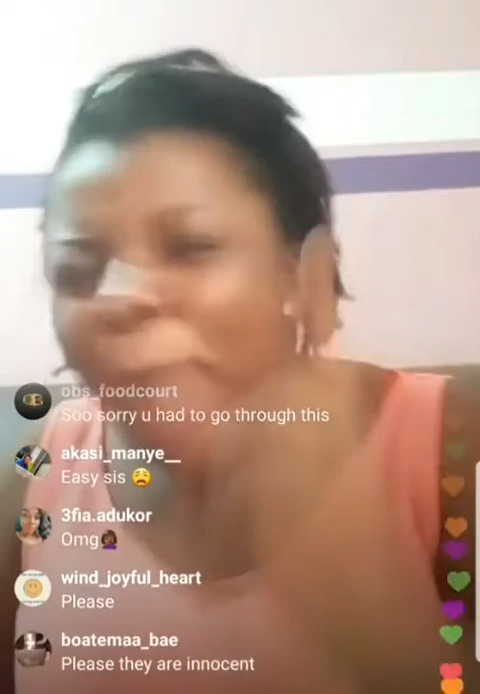 obs_foodcourt
Soo sorry u had to go through this
akasi_manye__
Easy sis 😩
3fia.adukor
Omg🤦🏾‍♀️
wind_joyful_heart
Please
boatemaa_bae
Please they are innocent